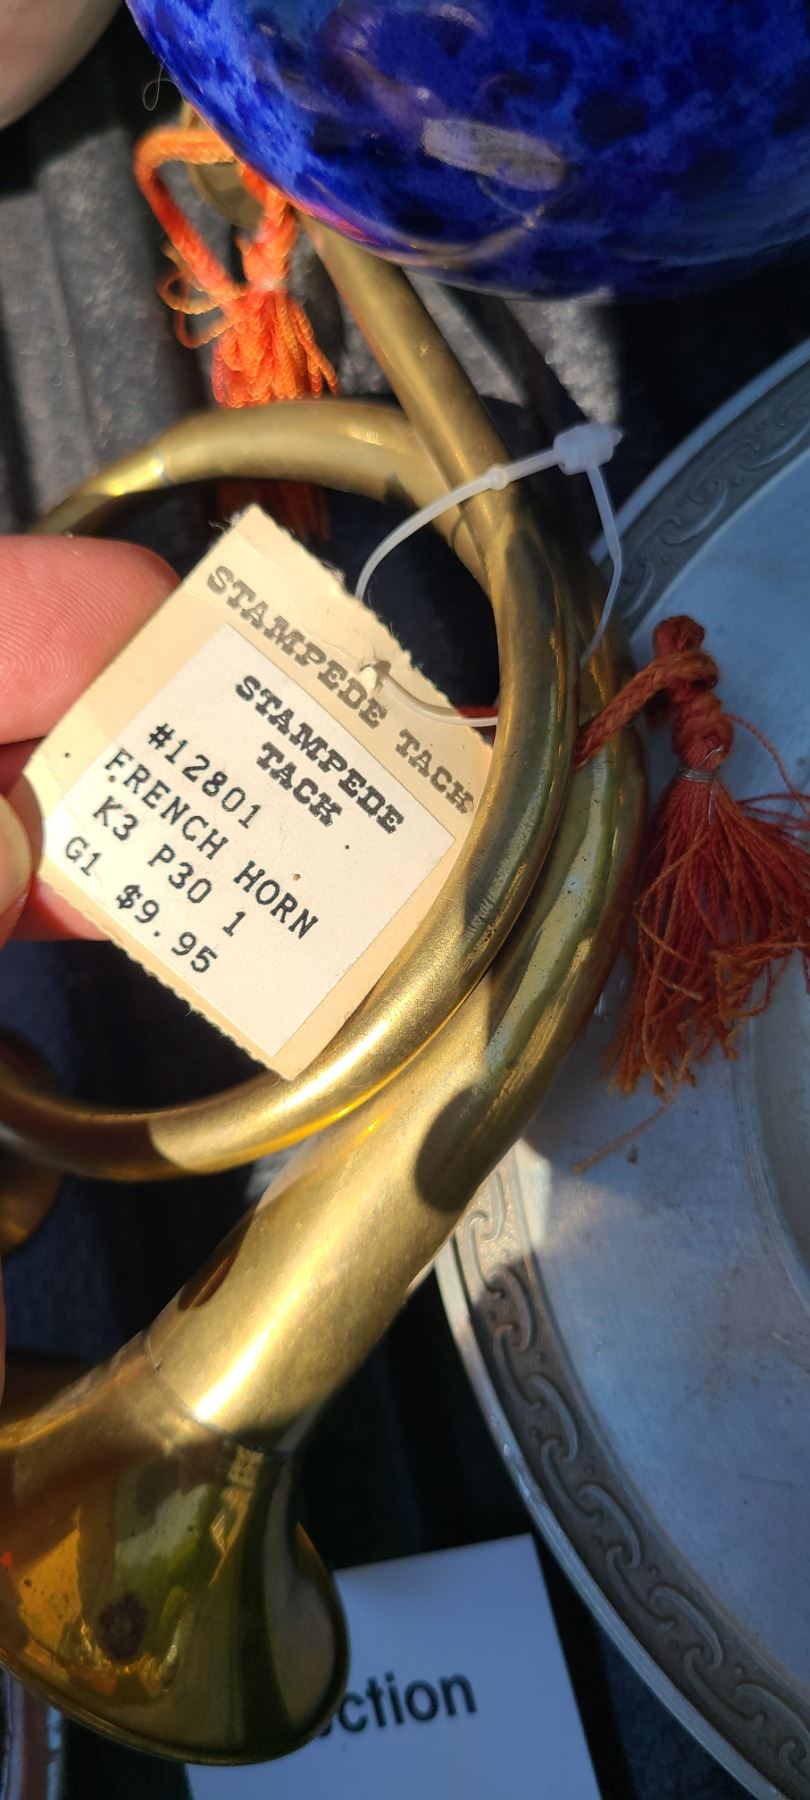 STAMPEDE TACK
STAMPEDE
TACK
#12801
FRENCH HORN
K3 P30 1
G1 $9.95
ction